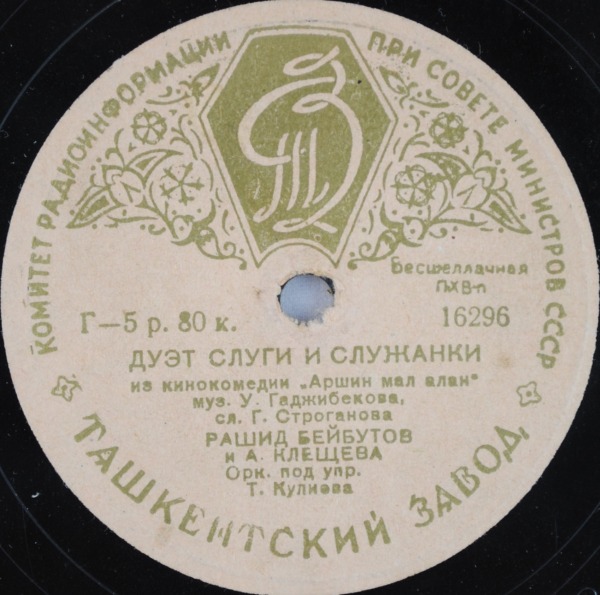 КОМИТЕТ РАДИОИНФОРМАЦИИ ПРИ СОВЕТЕ МИНИСТРОВ СССР
Бесшеллачная
ПХВ-п
Г—5 р. 80 к.
16296
ДУЭТ СЛУГИ И СЛУЖАНКИ
из кинокомедии „Аршин мал алан"
муз. У. Гаджибекова,
сл. Г. Строганова
РАШИД БЕЙБУТОВ
и А. КЛЕЩЕВА
Орк. под упр.
Т. Кулиева
ТАШКЕНТСКИЙ ЗАВОД